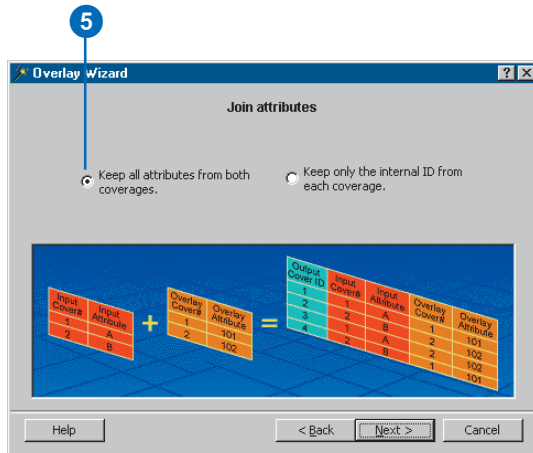 5
Overlay Wizard
Join attributes
Keep all attributes from both
coverages.
Keep only the internal ID from
each coverage.
Input
Cover#
Input
Attribute
1 A
2 B
+
Overlay
Cover#
Overlay
Attribute
1 101
2 102
=
Output
Cover ID
Input
Cover#
Input
Attribute
Overlay
Cover#
Overlay
Attribute
1 1 A 1 101
2 2 B 2 102
3 1 A 2 102
4 2 B 1 101
Help
< Back
Next >
Cancel